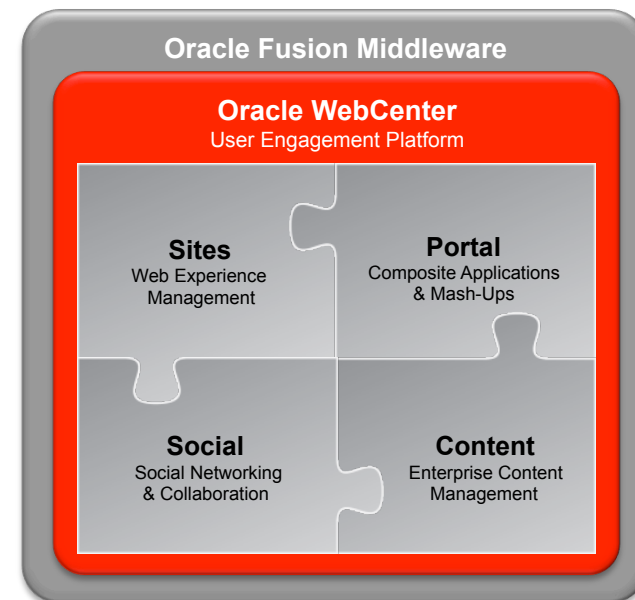 Oracle Fusion Middleware
Oracle WebCenter
User Engagement Platform
Sites
Web Experience
Management
Portal
Composite Applications
& Mash-Ups
Social
Social Networking
& Collaboration
Content
Enterprise Content
Management